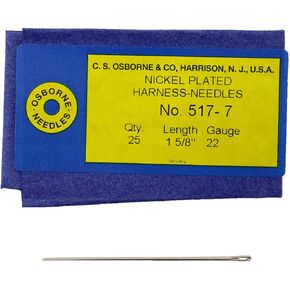 C. S. OSBORNE & CO, HARRISON, N. J., U.S.A.
NICKEL PLATED
HARNESS-NEEDLES
No. 517-7
Qty. Length Gauge
25 1 5/8" 22
Germany
OSBORNE
NEEDLES